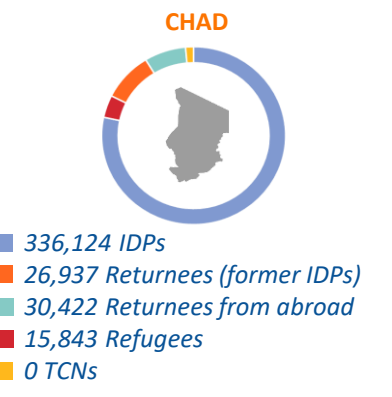 CHAD
336,124 IDPs
26,937 Returnees (former IDPs)
30,422 Returnees from abroad
15,843 Refugees
0 TCNs